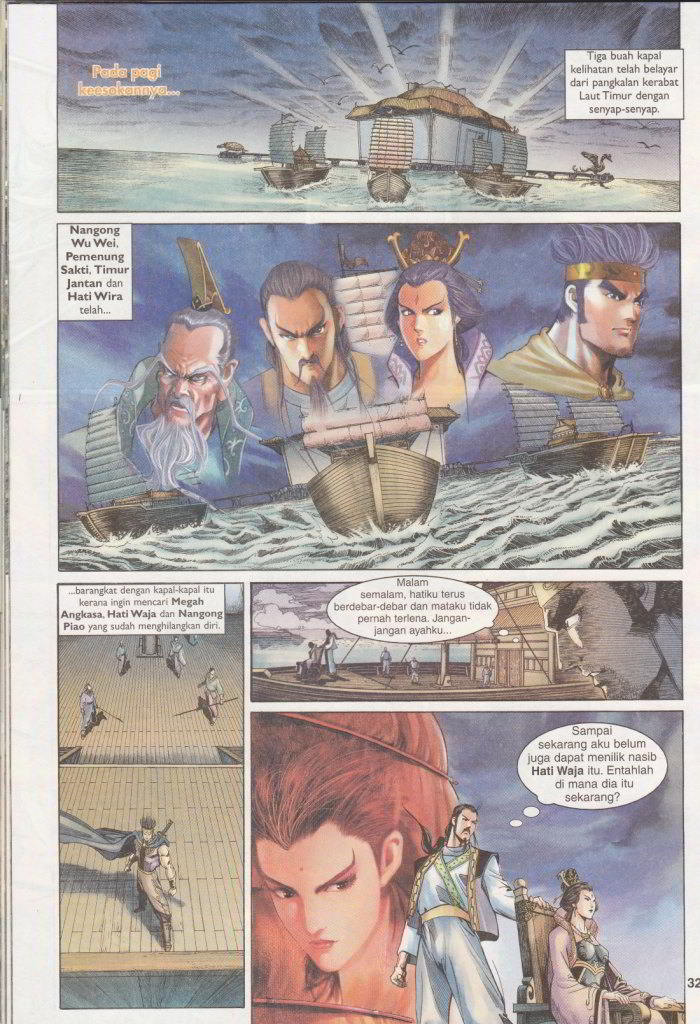 Pada pagi
keesokannya...
Tiga buah kapal
kelihatan telah belayar
dari pangkalan kerabat
Laut Timur dengan
senyap-senyap.
Nangong
Wu Wei,
Pemenung
Sakti, Timur
Jantan dan
Hati Wira
telah...
...barangkat dengan kapal-kapal itu
kerana ingin mencari Megah
Angkasa, Hati Waja dan Nangong
Piao yang sudah menghilangkan diri.
Malam
semalam, hatiku terus
berdebar-debar dan mataku tidak
pernah terlena. Jangan-
jangan ayahku...
Sampai
sekarang aku belum
juga dapat menilik nasib
Hati Waja itu. Entahlah
di mana dia itu
sekarang?
32